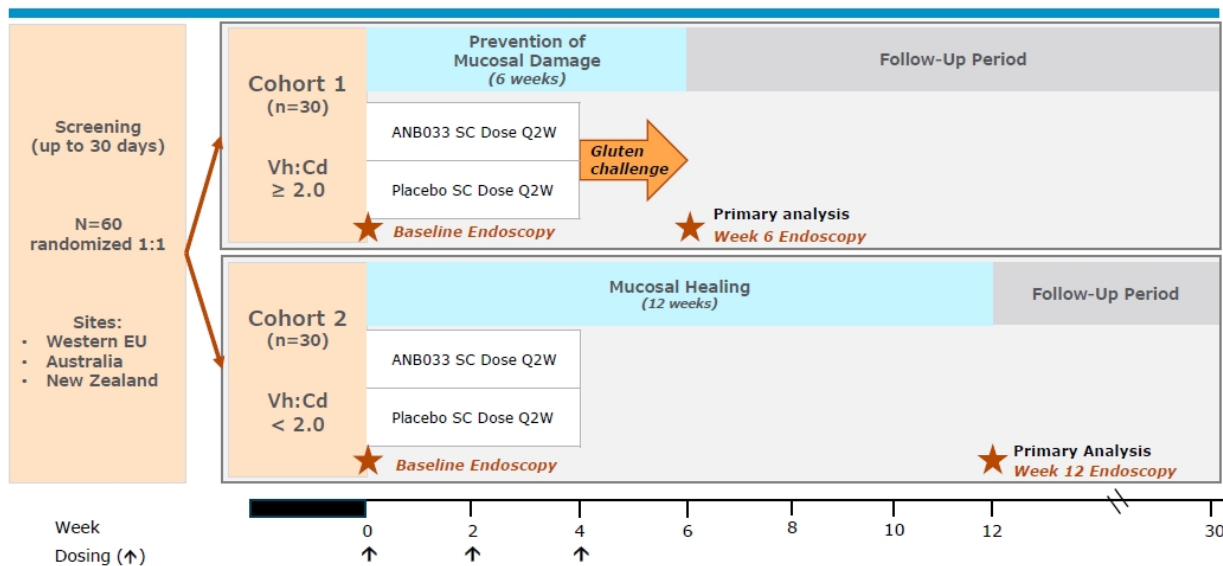 Screening
(up to 30 days)
N=60
randomized 1:1
Sites:
• Western EU
• Australia
• New Zealand
Cohort 1
(n=30)
Vh:Cd
≥ 2.0
Prevention of
Mucosal Damage
(6 weeks)
Follow-Up Period
ANB033 SC Dose Q2W
Placebo SC Dose Q2W
Gluten
challenge
Baseline Endoscopy
Primary analysis
Week 6 Endoscopy
Cohort 2
(n=30)
Vh:Cd
< 2.0
Mucosal Healing
(12 weeks)
Follow-Up Period
ANB033 SC Dose Q2W
Placebo SC Dose Q2W
Baseline Endoscopy
Primary Analysis
Week 12 Endoscopy
Week 0 2 4 6 8 10 12 30
Dosing (↑) ↑ ↑ ↑